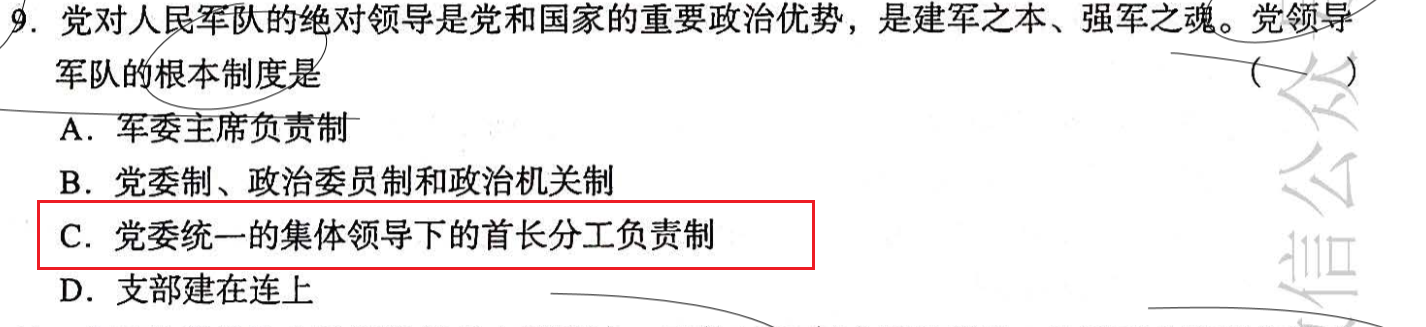 9. 党对人民军队的绝对领导是党和国家的重要政治优势，是建军之本、强军之魂。党领导
军队的根本制度是 （ ）
A. 军委主席负责制
B. 党委制、政治委员制和政治机关制
C. 党委统一的集体领导下的首长分工负责制
D. 支部建在连上
信公众